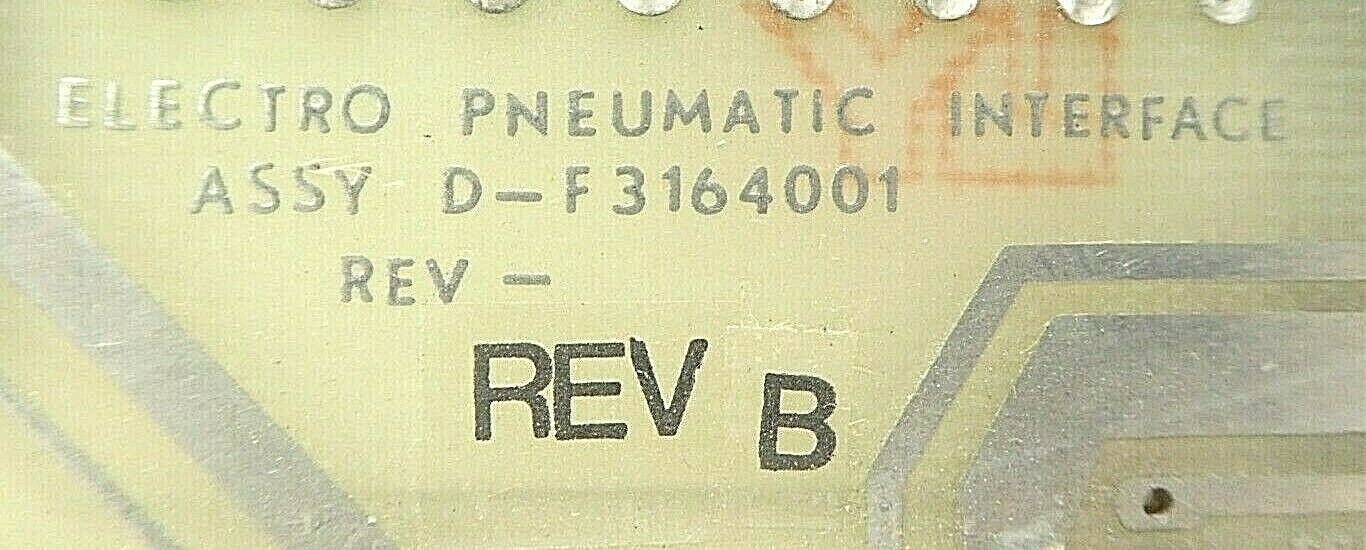 ELECTRO PNEUMATIC INTERFACE
ASSY D-F3164001
REV -
REV B